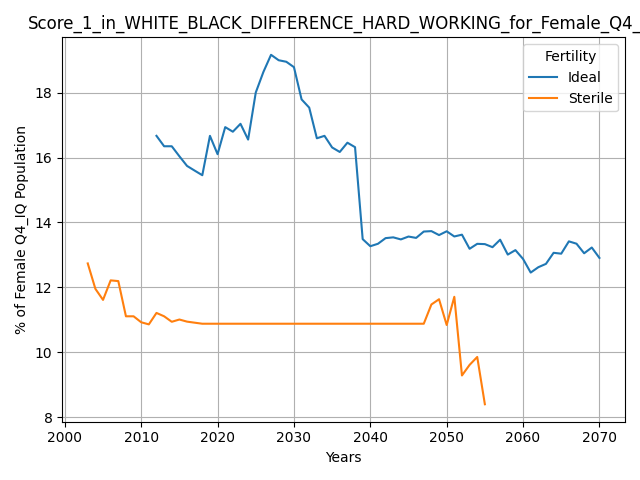 Score_1_in_WHITE_BLACK_DIFFERENCE_HARD_WORKING_for_Female_Q4_
Fertility
Ideal
Sterile
% of Female Q4_IQ Population
18
16
14
12
10
8
2000 2010 2020 2030 2040 2050 2060 2070
Years